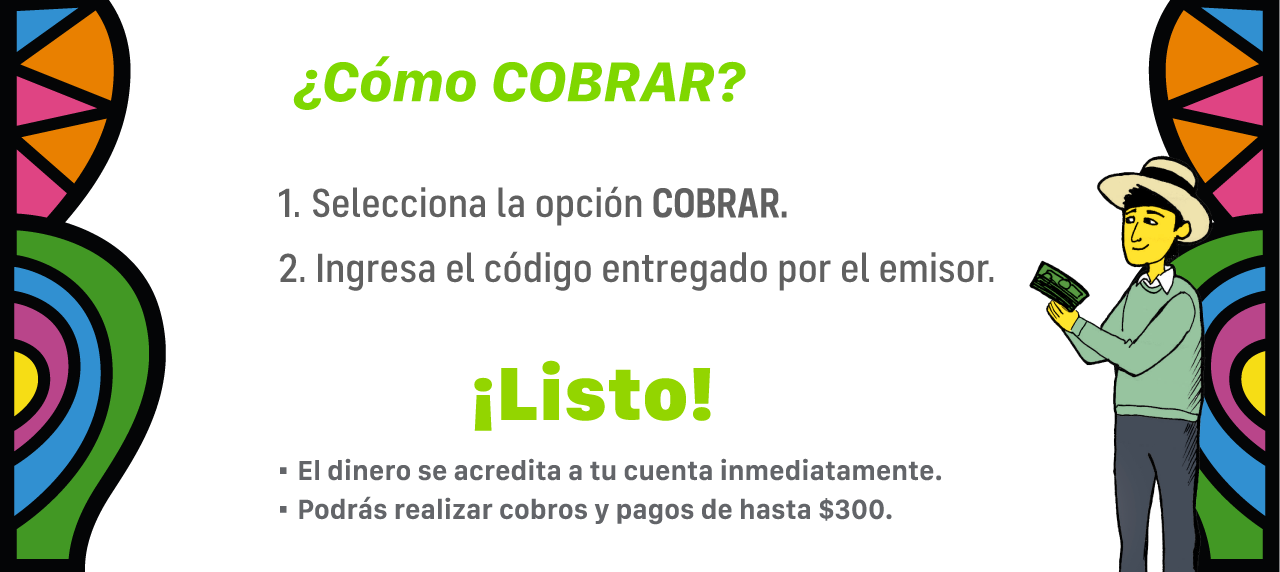 ¿Cómo COBRAR?
1. Selecciona la opción COBRAR.
2. Ingresa el código entregado por el emisor.
¡Listo!
▪ El dinero se acredita a tu cuenta inmediatamente.
▪ Podrás realizar cobros y pagos de hasta $300.